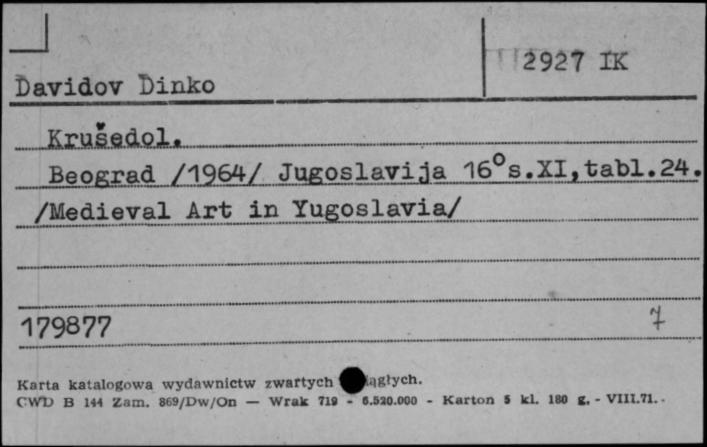 2927 IK
Davidov Dinko
Krušedol.
Beograd /1964/ Jugoslavija 16°s.XI,tabl.24.
/Medieval Art in Yugoslavia/
179877 7
Karta katalogowa wydawnictw zwartych
CWD B 144 Zam. 869/Dw/On — Wrak 719 - 6.520.000 - Karton 5 kl. 180 g. - VIII.71.